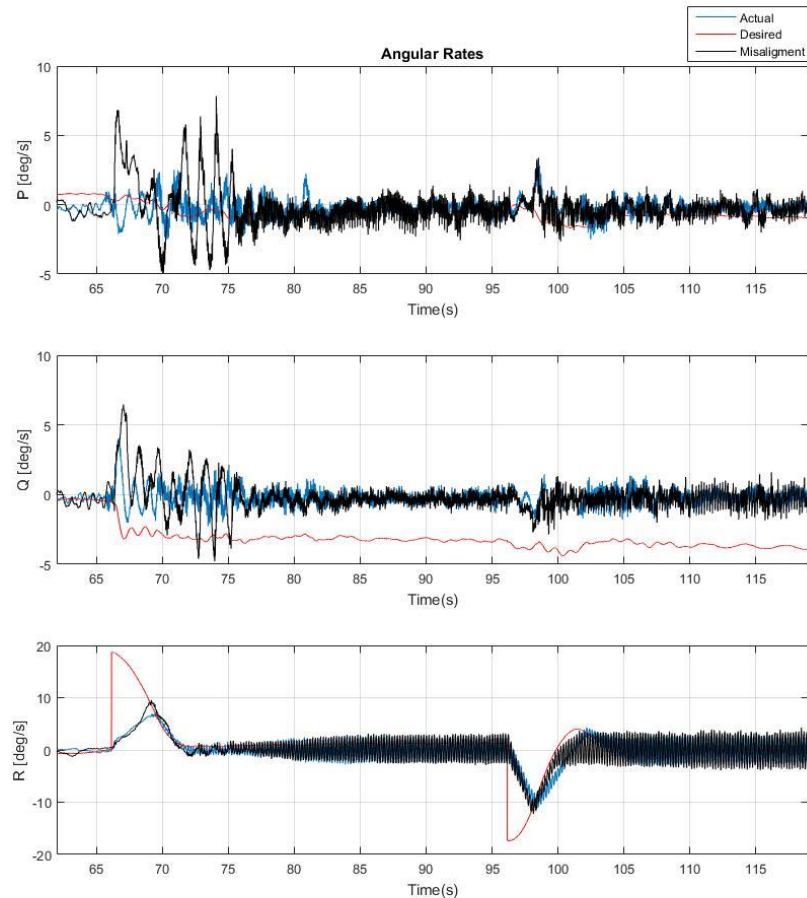 Actual
Desired
Misaligment
Angular Rates
P [deg/s]
10
5
0
-5
65 70 75 80 85 90 95 100 105 110 115
Time(s)
Q [deg/s]
10
5
0
-5
65 70 75 80 85 90 95 100 105 110 115
Time(s)
R [deg/s]
20
10
0
-10
-20
65 70 75 80 85 90 95 100 105 110 115
Time(s)